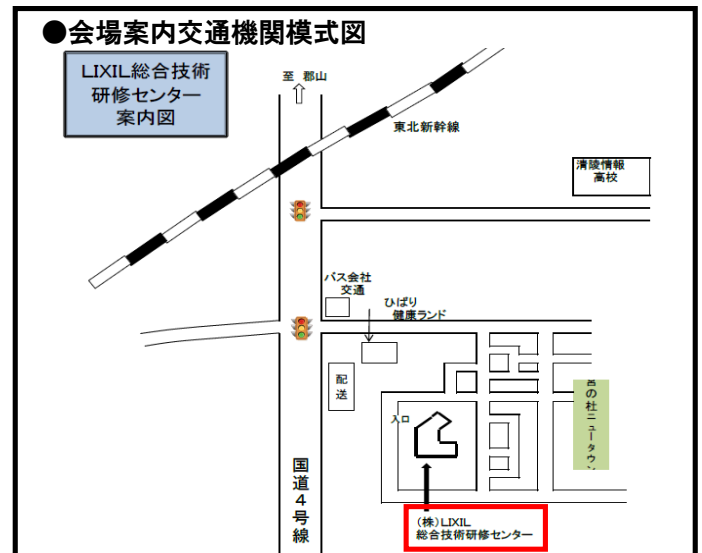 ●会場案内交通機関模式図
LIXIL総合技術
研修センター
案内図
至 郡山
東北新幹線
清陵情報
高校
バス会社
交通
ひばり
健康ランド
配送
入口
宮の杜ニュータウン
国道4号線
(株)LIXIL
総合技術研修センター